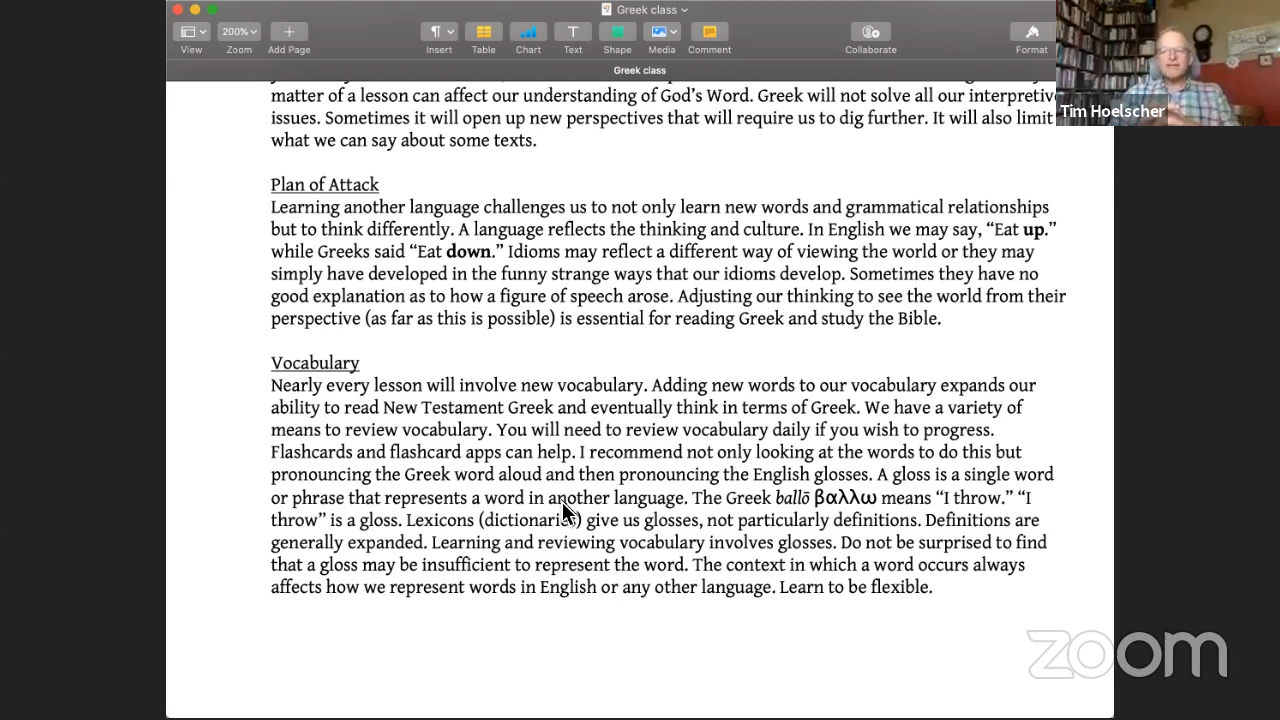 Greek class
200%
View
Zoom
Add Page
Insert
Table
Chart
Text
Shape
Media
Comment
Collaborate
Format
Greek class
Tim Hoelscher
matter of a lesson can affect our understanding of God's Word. Greek will not solve all our interpretive
issues. Sometimes it will open up new perspectives that will require us to dig further. It will also limit
what we can say about some texts.
Plan of Attack
Learning another language challenges us to not only learn new words and grammatical relationships
but to think differently. A language reflects the thinking and culture. In English we may say, “Eat up.”
while Greeks said “Eat down.” Idioms may reflect a different way of viewing the world or they may
simply have developed in the funny strange ways that our idioms develop. Sometimes they have no
good explanation as to how a figure of speech arose. Adjusting our thinking to see the world from their
perspective (as far as this is possible) is essential for reading Greek and study the Bible.
Vocabulary
Nearly every lesson will involve new vocabulary. Adding new words to our vocabulary expands our
ability to read New Testament Greek and eventually think in terms of Greek. We have a variety of
means to review vocabulary. You will need to review vocabulary daily if you wish to progress.
Flashcards and flashcard apps can help. I recommend not only looking at the words to do this but
pronouncing the Greek word aloud and then pronouncing the English glosses. A gloss is a single word
or phrase that represents a word in another language. The Greek ballō βαλλω means “I throw.” “I
throw” is a gloss. Lexicons (dictionaries) give us glosses, not particularly definitions. Definitions are
generally expanded. Learning and reviewing vocabulary involves glosses. Do not be surprised to find
that a gloss may be insufficient to represent the word. The context in which a word occurs always
affects how we represent words in English or any other language. Learn to be flexible.
zoom